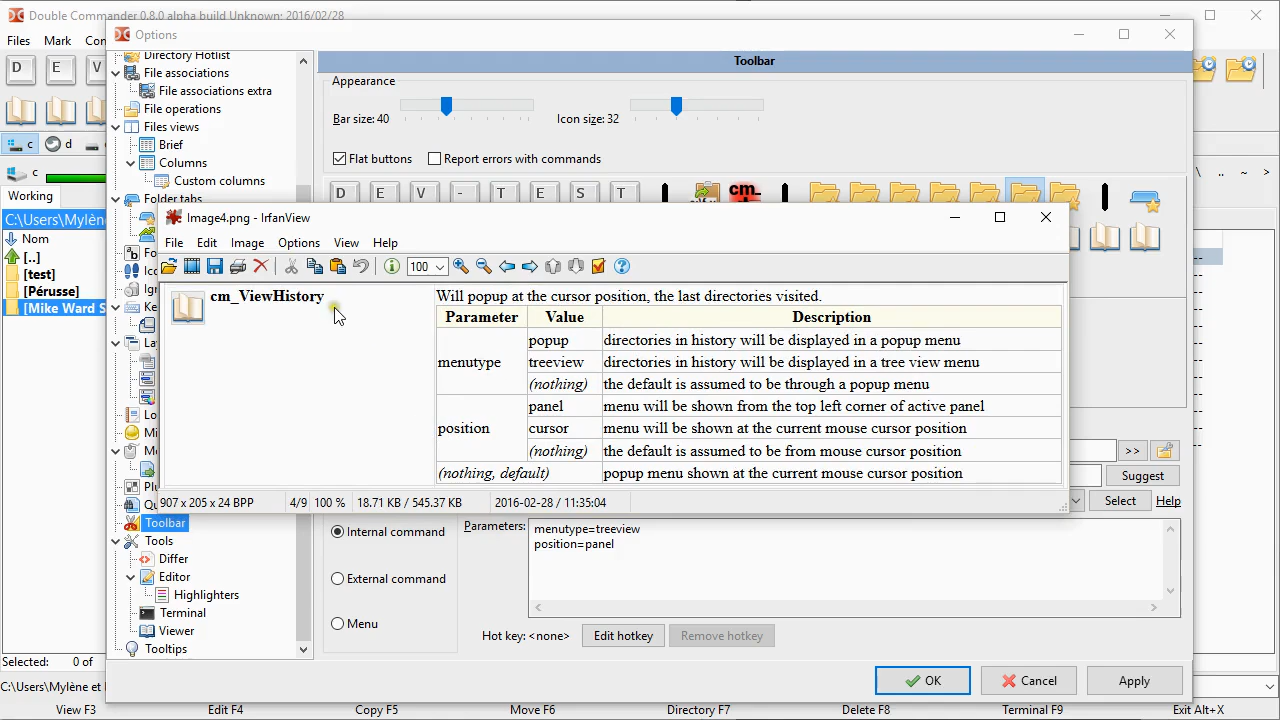 Double Commander 0.8.0 alpha build Unknown: 2016/02/28
Files Mark Co
Options
D E V
c d
c
Working
C:\Users\Mylèn
Nom
[..]
[test]
[Pérusse]
[Mike Ward S
Selected: 0 of
C:\Users\Mylène et
Directory Hotlist
File associations
File associations extra
File operations
Files views
Brief
Columns
Custom columns
Folder tabs
Toolbar
Tools
Differ
Editor
Highlighters
Terminal
Viewer
Tooltips
Toolbar
Appearance
Bar size: 40 Icon size: 32
Flat buttons Report errors with commands
D E V - T E S T cm_
Image4.png - IrfanView
File Edit Image Options View Help
100
cm_ViewHistory
Will popup at the cursor position, the last directories visited.
Parameter Value Description
menutype popup directories in history will be displayed in a popup menu
treeview directories in history will be displayed in a tree view menu
(nothing) the default is assumed to be through a popup menu
position panel menu will be shown from the top left corner of active panel
cursor menu will be shown at the current mouse cursor position
(nothing) the default is assumed to be from mouse cursor position
(nothing, default) popup menu shown at the current mouse cursor position
907 x 205 x 24 BPP 4/9 100 % 18.71 KB / 545.37 KB 2016-02-28 / 11:35:04
>>
Suggest
Select Help
Internal command
External command
Menu
Parameters:
menutype=treeview
position=panel
Hot key: <none> Edit hotkey Remove hotkey
OK Cancel Apply
\ .. ~ >
View F3 Edit F4 Copy F5 Move F6 Directory F7 Delete F8 Terminal F9 Exit Alt+X